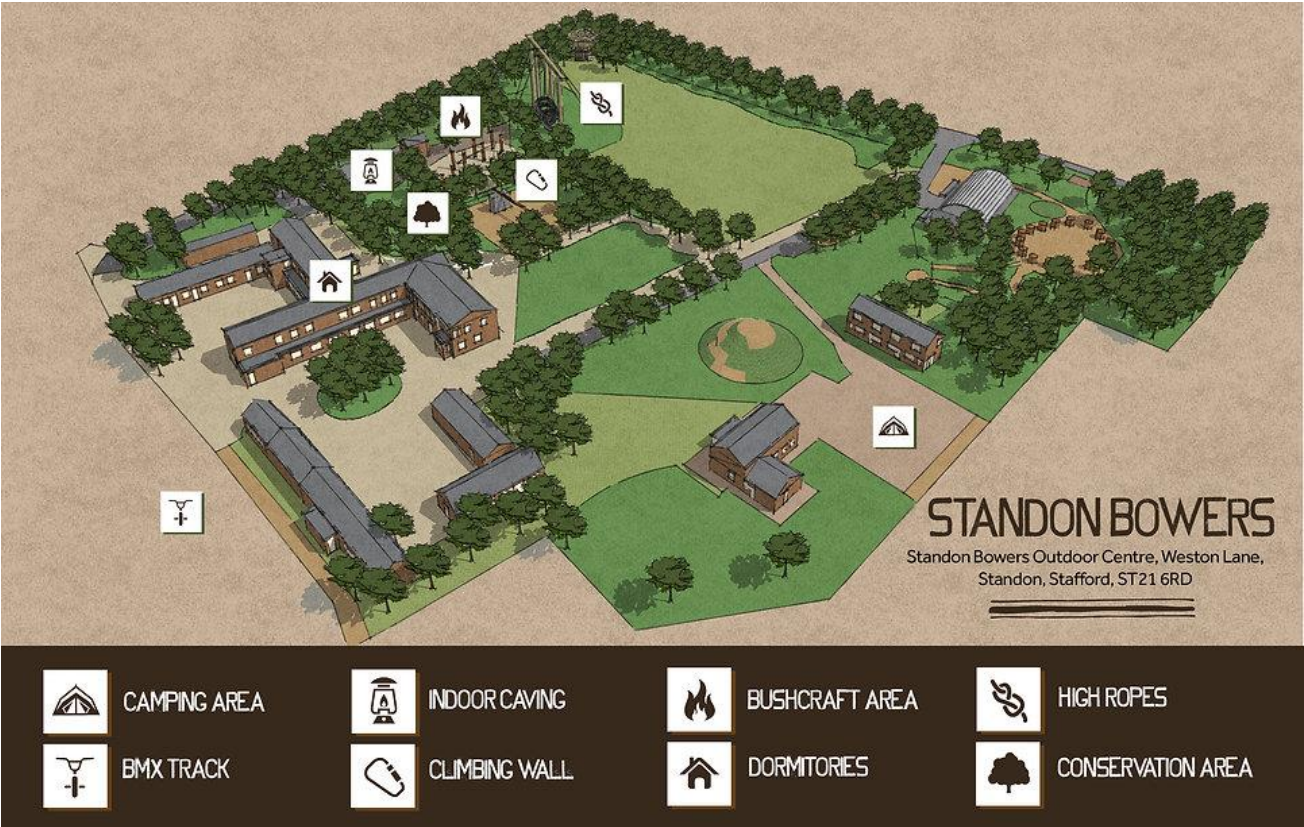 STANDON BOWERS
Standon Bowers Outdoor Centre, Weston Lane,
Standon, Stafford, ST21 6RD
CAMPING AREA
INDOOR CAVING
BUSHCRAFT AREA
HIGH ROPES
BMX TRACK
CLIMBING WALL
DORMITORIES
CONSERVATION AREA